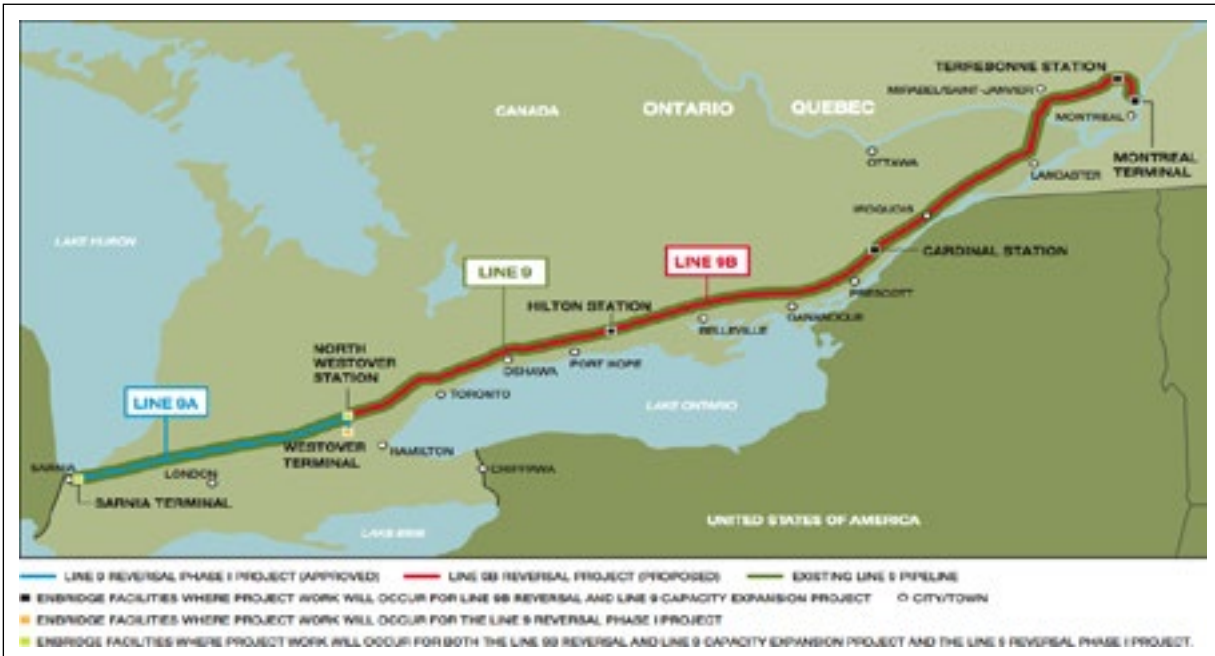 TERREBONNE STATION
MIRABEL/SAINT-JANVIER
CANADA ONTARIO QUEBEC
MONTREAL
OTTAWA
MONTREAL TERMINAL
LANCASTER
LAKE HURON
IROQUOIS
CARDINAL STATION
LINE 9
LINE 9B
PRESCOTT
HILTON STATION
GANANOQUE
BELLEVILLE
NORTH
WESTOVER
STATION
OSHAWA
PORT HOPE
LINE 9A
TORONTO
LAKE ONTARIO
WESTOVER
TERMINAL
HAMILTON
SARNIA
LONDON
CHIPPAWA
SARNIA TERMINAL
UNITED STATES OF AMERICA
LAKE ERIE
LINE 9 REVERSAL PHASE I PROJECT (APPROVED) LINE 9B REVERSAL PROJECT (PROPOSED) EXISTING LINE 9 PIPELINE
ENBRIDGE FACILITIES WHERE PROJECT WORK WILL OCCUR FOR LINE 9B REVERSAL AND LINE 9 CAPACITY EXPANSION PROJECT CITY/TOWN
ENBRIDGE FACILITIES WHERE PROJECT WORK WILL OCCUR FOR THE LINE 9 REVERSAL PHASE I PROJECT
ENBRIDGE FACILITIES WHERE PROJECT WORK WILL OCCUR FOR BOTH THE LINE 9B REVERSAL AND LINE 9 CAPACITY EXPANSION PROJECT AND THE LINE 9 REVERSAL PHASE I PROJECT.